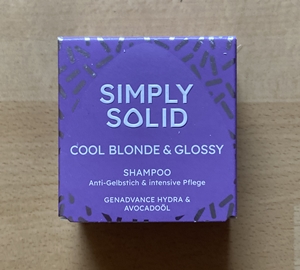 SIMPLY
SOLID
COOL BLONDE & GLOSSY
SHAMPOO
Anti-Gelbstich & intensive Pflege
GENADVANCE HYDRA &
AVOCADOÖL